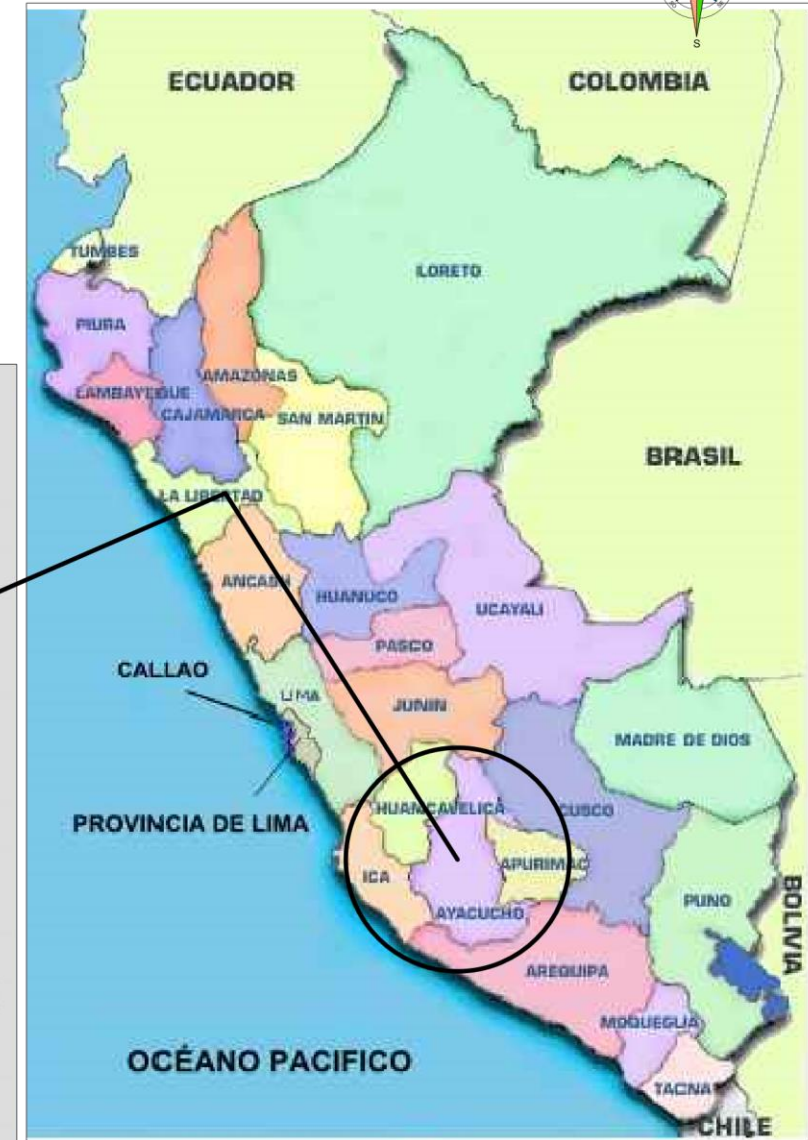 S
ECUADOR
COLOMBIA
TUMBES
LORETO
PIURA
AMAZONAS
LAMBAYEQUE
CAJAMARCA
SAN MARTIN
BRASIL
LA LIBERTAD
ANCASH
HUANUCO
UCAYALI
PASCO
CALLAO
LIMA
JUNIN
MADRE DE DIOS
HUANCAVELICA
CUSCO
PROVINCIA DE LIMA
ICA
APURIMAC
PUNO
BOLIVIA
AYACUCHO
AREQUIPA
MOQUEGUA
OCÉANO PACIFICO
TACNA
CHILE